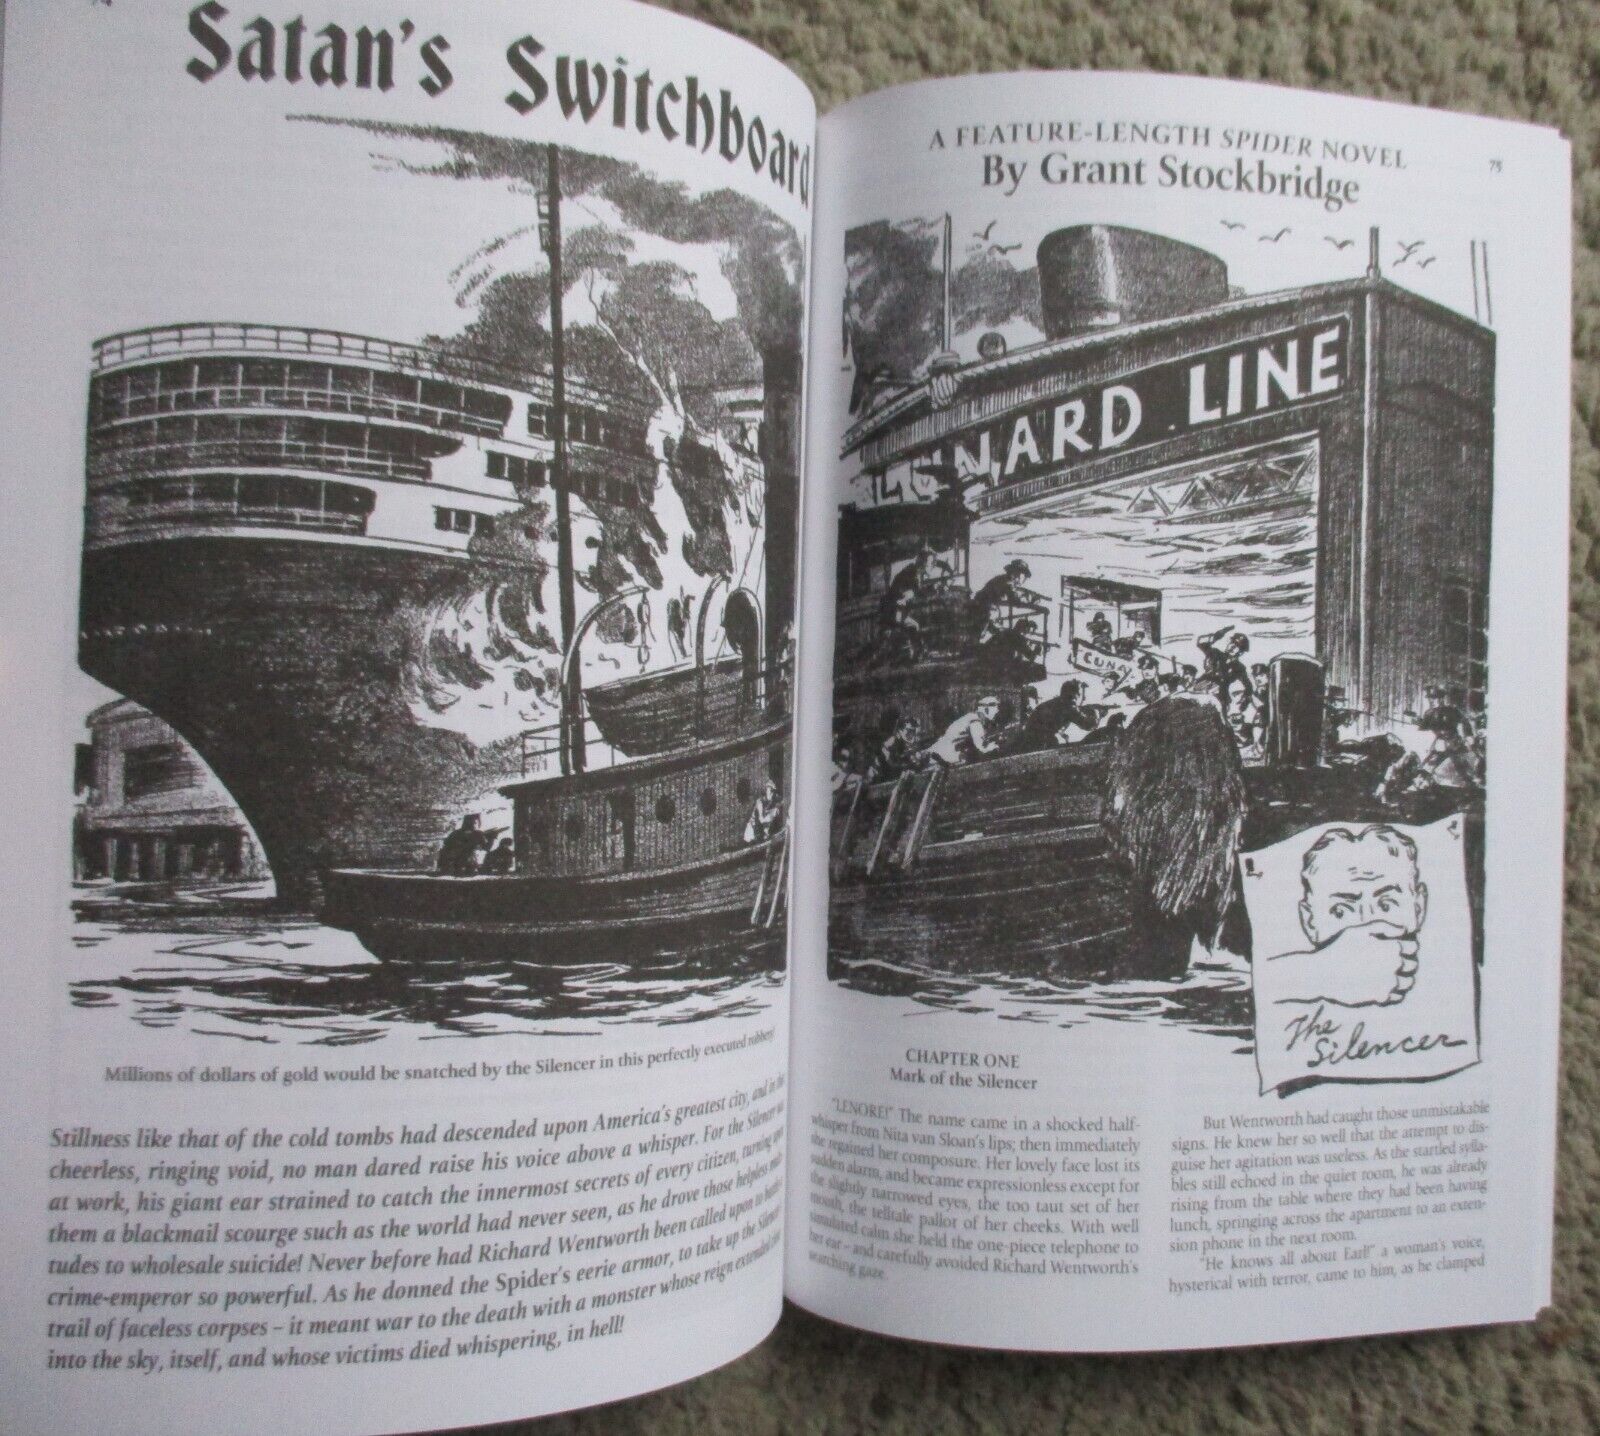 Satan's Switchboard
Millions of dollars of gold would be snatched by the Silencer in this perfectly executed robbery!
Stillness like that of the cold tombs had descended upon America's greatest city, and in the
cheerless, ringing void, no man dared raise his voice above a whisper. For the Silencer was
at work, his giant ear strained to catch the innermost secrets of every citizen, turning upon
them a blackmail scourge such as the world had never seen, as he drove those helpless multi-
tudes to wholesale suicide! Never before had Richard Wentworth been called upon to battle a
crime-emperor so powerful. As he donned the Spider's eerie armor, to take up the Silencer's
trail of faceless corpses – it meant war to the death with a monster whose reign extended
into the sky, itself, and whose victims died whispering, in hell!
A FEATURE-LENGTH SPIDER NOVEL
75
By Grant Stockbridge
CUNARD LINE
CUNA
The
Silencer
CHAPTER ONE
Mark of the Silencer
"LENORE!" The name came in a shocked half-
whisper from Nita van Sloan's lips; then immediately
she regained her composure. Her lovely face lost its
sudden alarm, and became expressionless except for
the slightly narrowed eyes, the too taut set of her
mouth, the telltale pallor of her cheeks. With well
simulated calm she held the one-piece telephone to
her ear – and carefully avoided Richard Wentworth's
searching gaze.
But Wentworth had caught those unmistakable
signs. He knew her so well that the attempt to dis-
guise her agitation was useless. As the startled sylla-
bles still echoed in the quiet room, he was already
rising from the table where they had been having
lunch, springing across the apartment to an exten-
sion phone in the next room.
"He knows all about Earl!" a woman's voice,
hysterical with terror, came to him, as he clamped